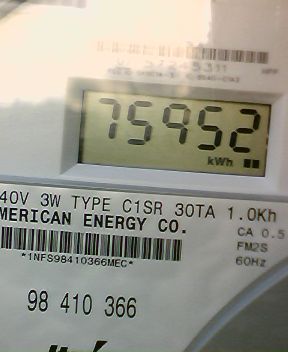 75952
kWh
40V 3W TYPE C1SR 30TA 1.0Kh
MERICAN ENERGY CO.
CA 0.5
FM2S
60Hz
*1NFS98410366MEC*
98 410 366